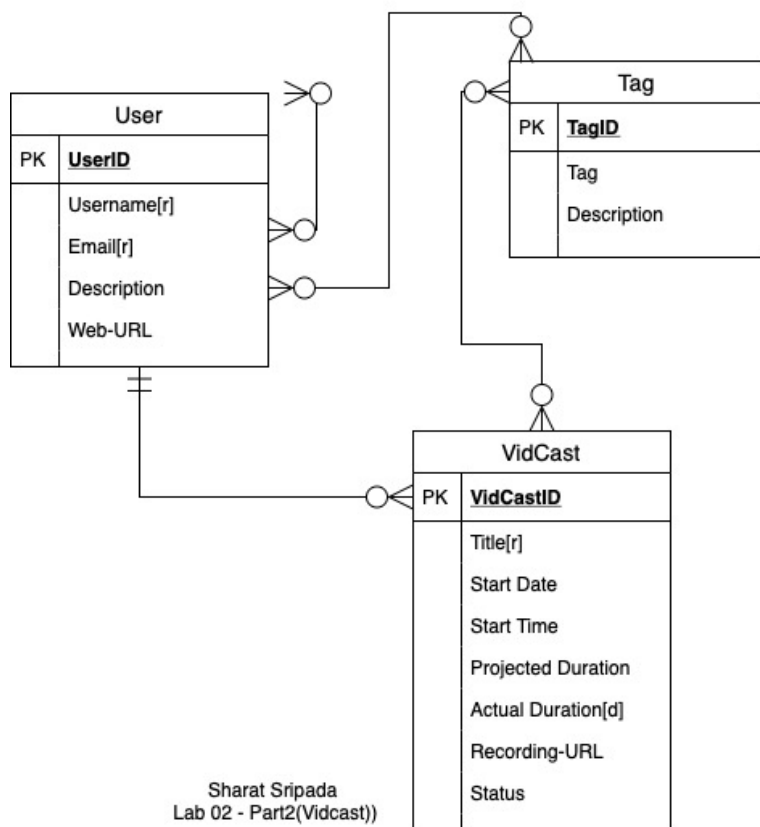 User
PK UserID
Username[r]
Email[r]
Description
Web-URL
Tag
PK TagID
Tag
Description
VidCast
PK VidCastID
Title[r]
Start Date
Start Time
Projected Duration
Actual Duration[d]
Recording-URL
Status
Sharat Sripada
Lab 02 - Part2(Vidcast))